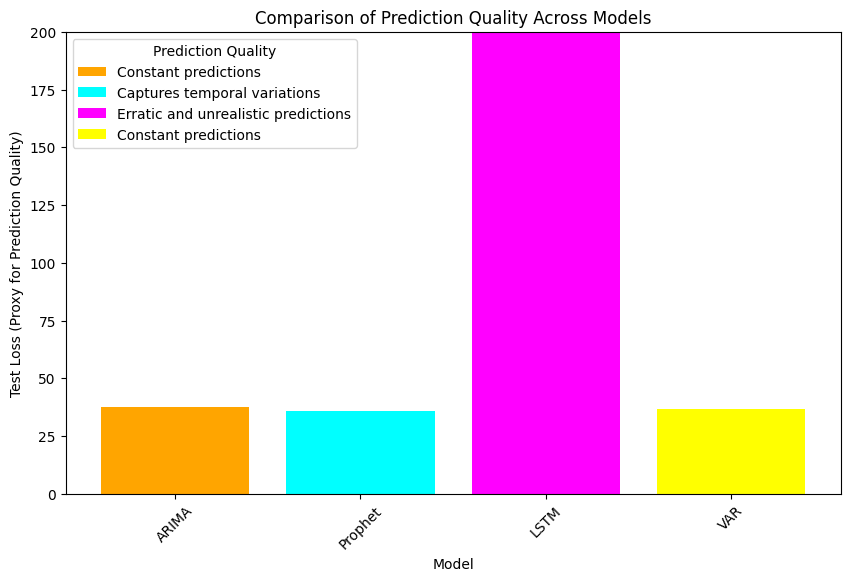 Comparison of Prediction Quality Across Models
Test Loss (Proxy for Prediction Quality)
200
175
150
125
100
75
50
25
0
Prediction Quality
Constant predictions
Captures temporal variations
Erratic and unrealistic predictions
Constant predictions
ARIMA
Prophet
LSTM
VAR
Model